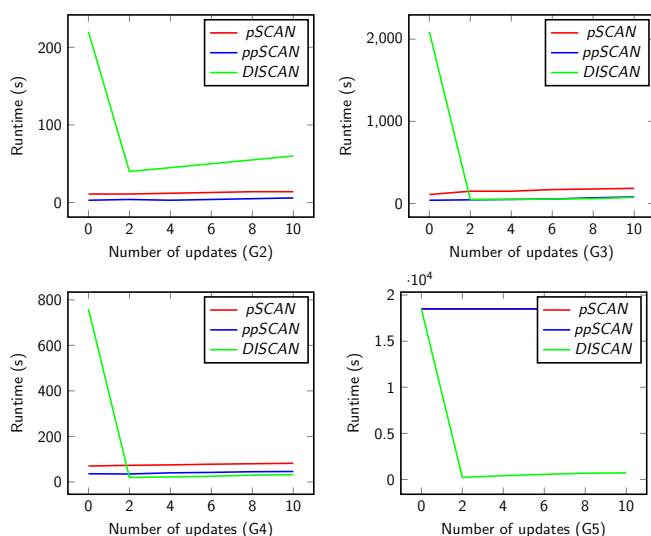 200
100
0
0 2 4 6 8 10
Runtime (s)
Number of updates (G2)
pSCAN
ppSCAN
DISCAN
2,000
1,000
0
0 2 4 6 8 10
Runtime (s)
Number of updates (G3)
pSCAN
ppSCAN
DISCAN
800
600
400
200
0
0 2 4 6 8 10
Runtime (s)
Number of updates (G4)
pSCAN
ppSCAN
DISCAN
·10⁴
2
1.5
1
0.5
0
0 2 4 6 8 10
Runtime (s)
Number of updates (G5)
pSCAN
ppSCAN
DISCAN